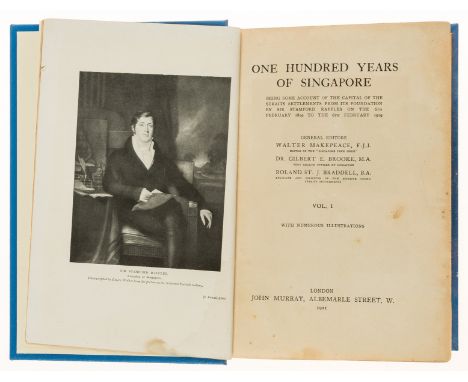 SIR STAMFORD RAFFLES.
ONE HUNDRED YEARS
OF SINGAPORE
BEING SOME ACCOUNT OF THE CAPITAL OF THE
STRAITS SETTLEMENTS FROM ITS FOUNDATION
BY SIR STAMFORD RAFFLES ON THE 6TH
FEBRUARY 1819 TO THE 6TH FEBRUARY 1919
GENERAL EDITORS
WALTER MAKEPEACE, F.J.I.
DR. GILBERT E. BROOKE, M.A.
ROLAND ST. J. BRADDELL, B.A.
VOL. I
WITH NUMEROUS ILLUSTRATIONS
LONDON
JOHN MURRAY, ALBEMARLE STREET, W.
1921